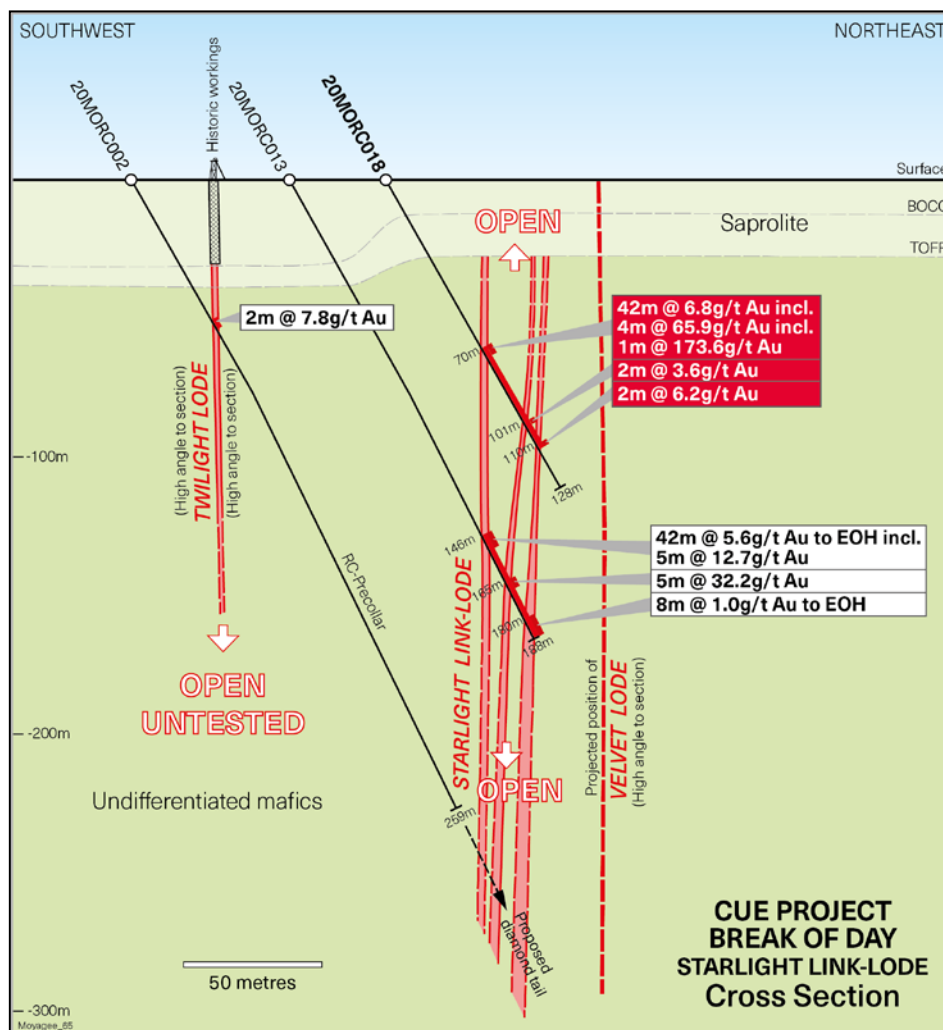 SOUTHWEST
NORTHEAST
20MORC002
Historic workings
20MORC013
20MORC018
Surface
BOCO
TOFR
OPEN
Saprolite
2m @ 7.8g/t Au
42m @ 6.8g/t Au incl.
4m @ 65.9g/t Au incl.
1m @ 173.6g/t Au
2m @ 3.6g/t Au
2m @ 6.2g/t Au
70m
101m
110m
128m
-100m
(High angle to section)
TWILIGHT LODE
(High angle to section)
42m @ 5.6g/t Au to EOH incl.
5m @ 12.7g/t Au
5m @ 32.2g/t Au
8m @ 1.0g/t Au to EOH
146m
165m
180m
188m
RC-Precollar
STARLIGHT LINK-LODE
Projected position of
VELVET LODE
(High angle to section)
OPEN
UNTESTED
-200m
OPEN
Undifferentiated mafics
259m
Proposed
diamond tail
50 metres
CUE PROJECT
BREAK OF DAY
STARLIGHT LINK-LODE
Cross Section
-300m
Moyagee_65